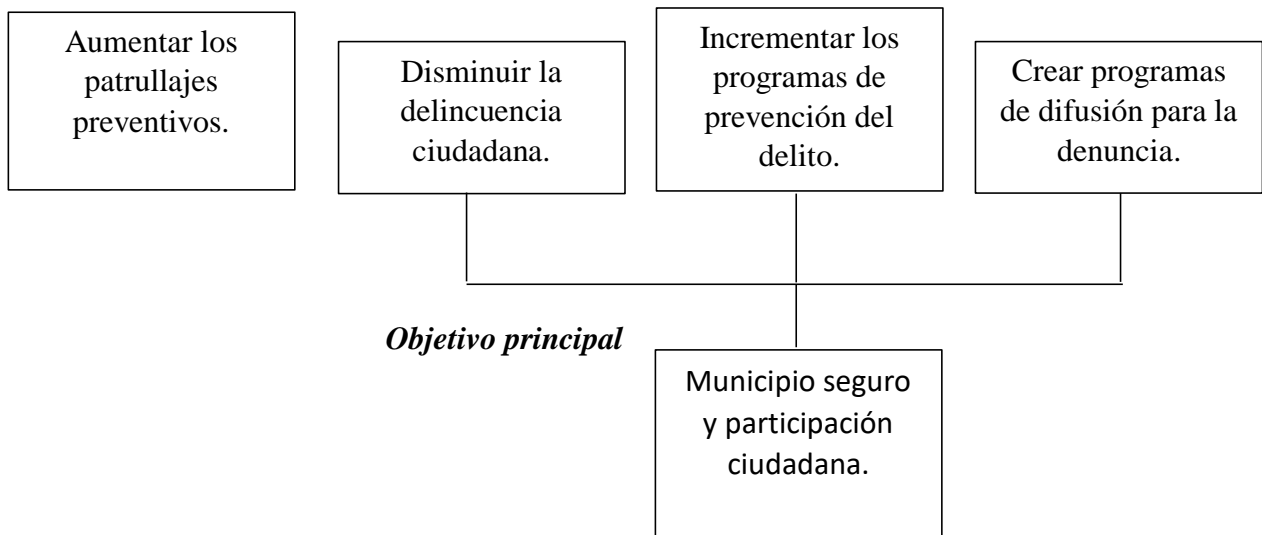 Aumentar los
patrullajes
preventivos.
Disminuir la
delincuencia
ciudadana.
Incrementar los
programas de
prevención del
delito.
Crear programas
de difusión para la
denuncia.
Objetivo principal
Municipio seguro
y participación
ciudadana.